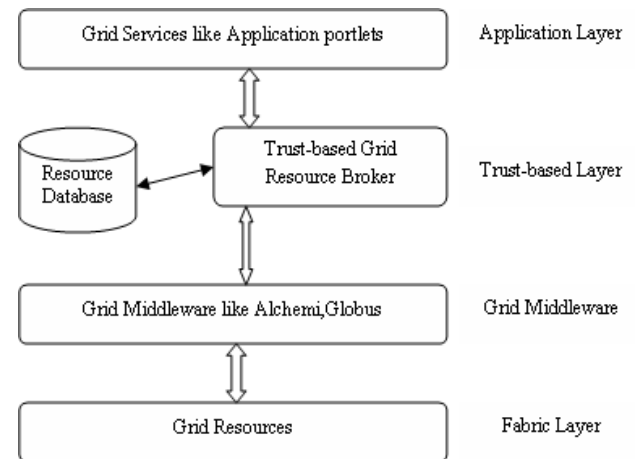 Grid Services like Application portlets
Application Layer
Resource
Database
Trust-based Grid
Resource Broker
Trust-based Layer
Grid Middleware like Alchemi,Globus
Grid Middleware
Grid Resources
Fabric Layer